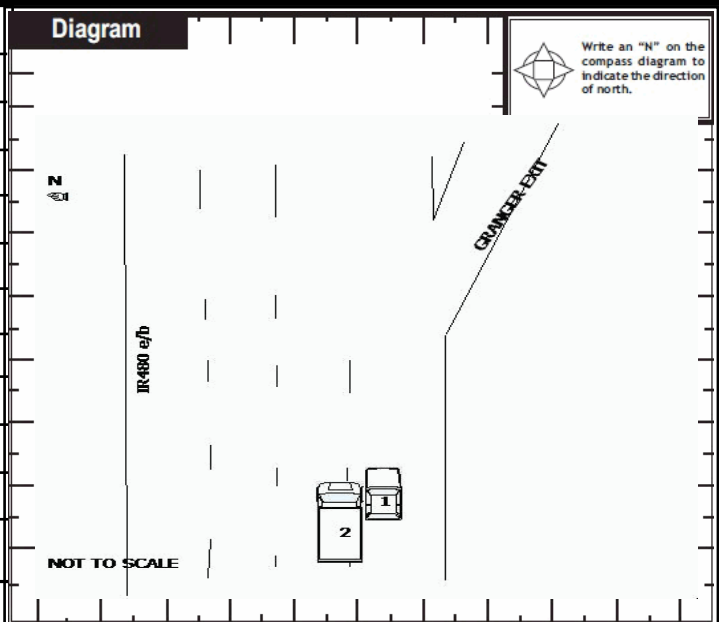 Diagram
Write an “N” on the
compass diagram to
indicate the direction
of north.
N
GRANGER-EXIT
IR480 e/b
1
2
NOT TO SCALE